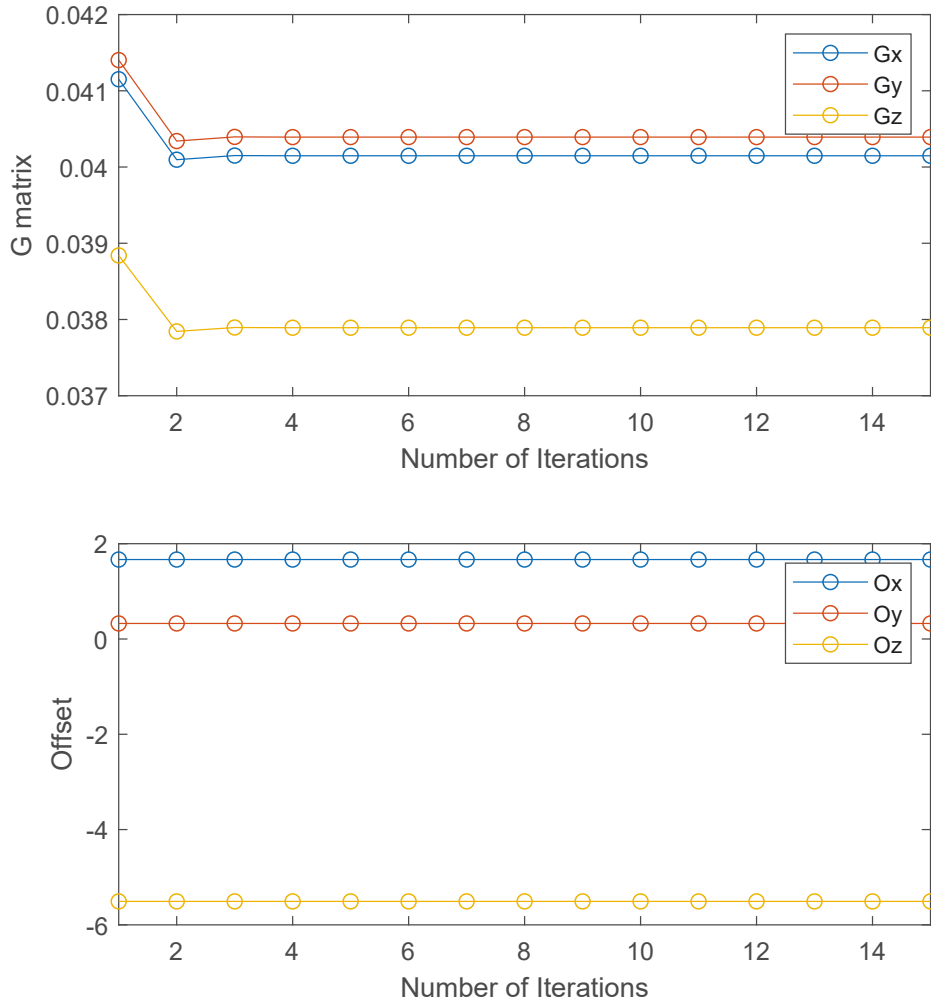 0.042
0.041
0.04
0.039
0.038
0.037
G matrix
Gx
Gy
Gz
2 4 6 8 10 12 14
Number of Iterations
2
0
-2
-4
-6
Offset
Ox
Oy
Oz
2 4 6 8 10 12 14
Number of Iterations